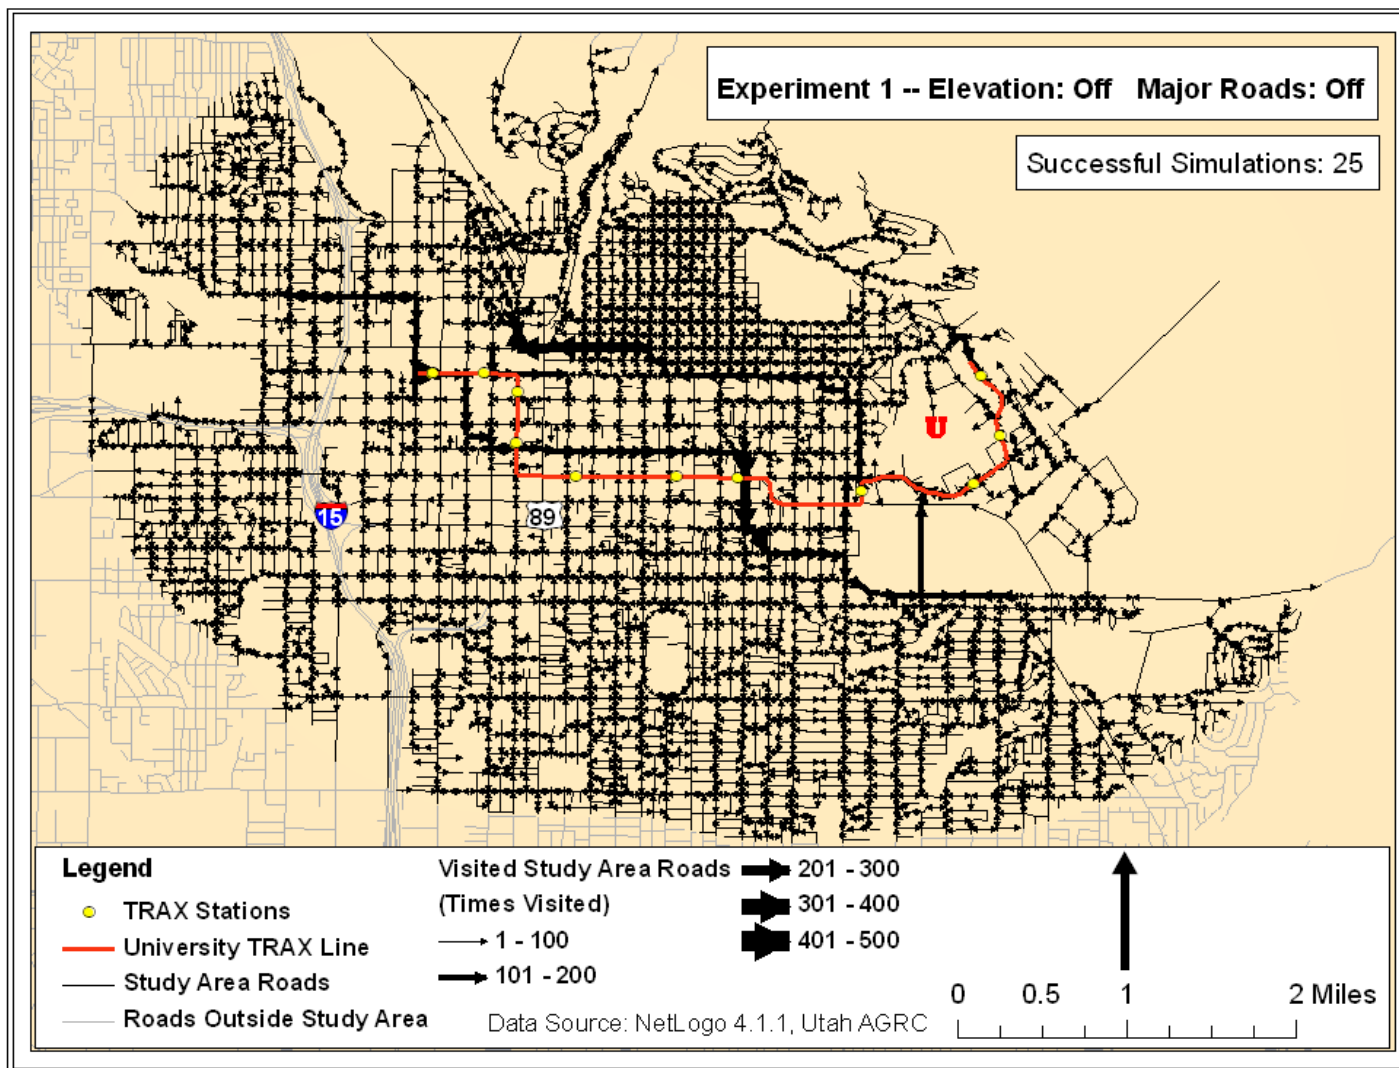 Experiment 1 -- Elevation: Off Major Roads: Off
Successful Simulations: 25
U
15
89
Legend
TRAX Stations
University TRAX Line
Study Area Roads
Roads Outside Study Area
Visited Study Area Roads
(Times Visited)
1 - 100
101 - 200
201 - 300
301 - 400
401 - 500
Data Source: NetLogo 4.1.1, Utah AGRC
0 0.5 1 2 Miles